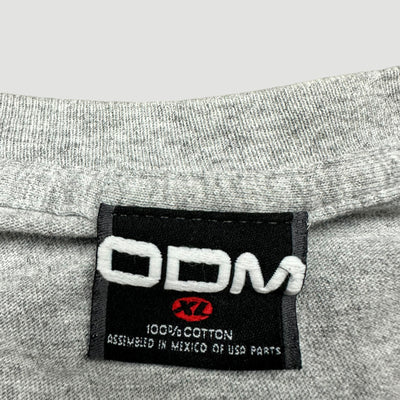 ODM
XL
100% COTTON
ASSEMBLED IN MEXICO OF USA PARTS